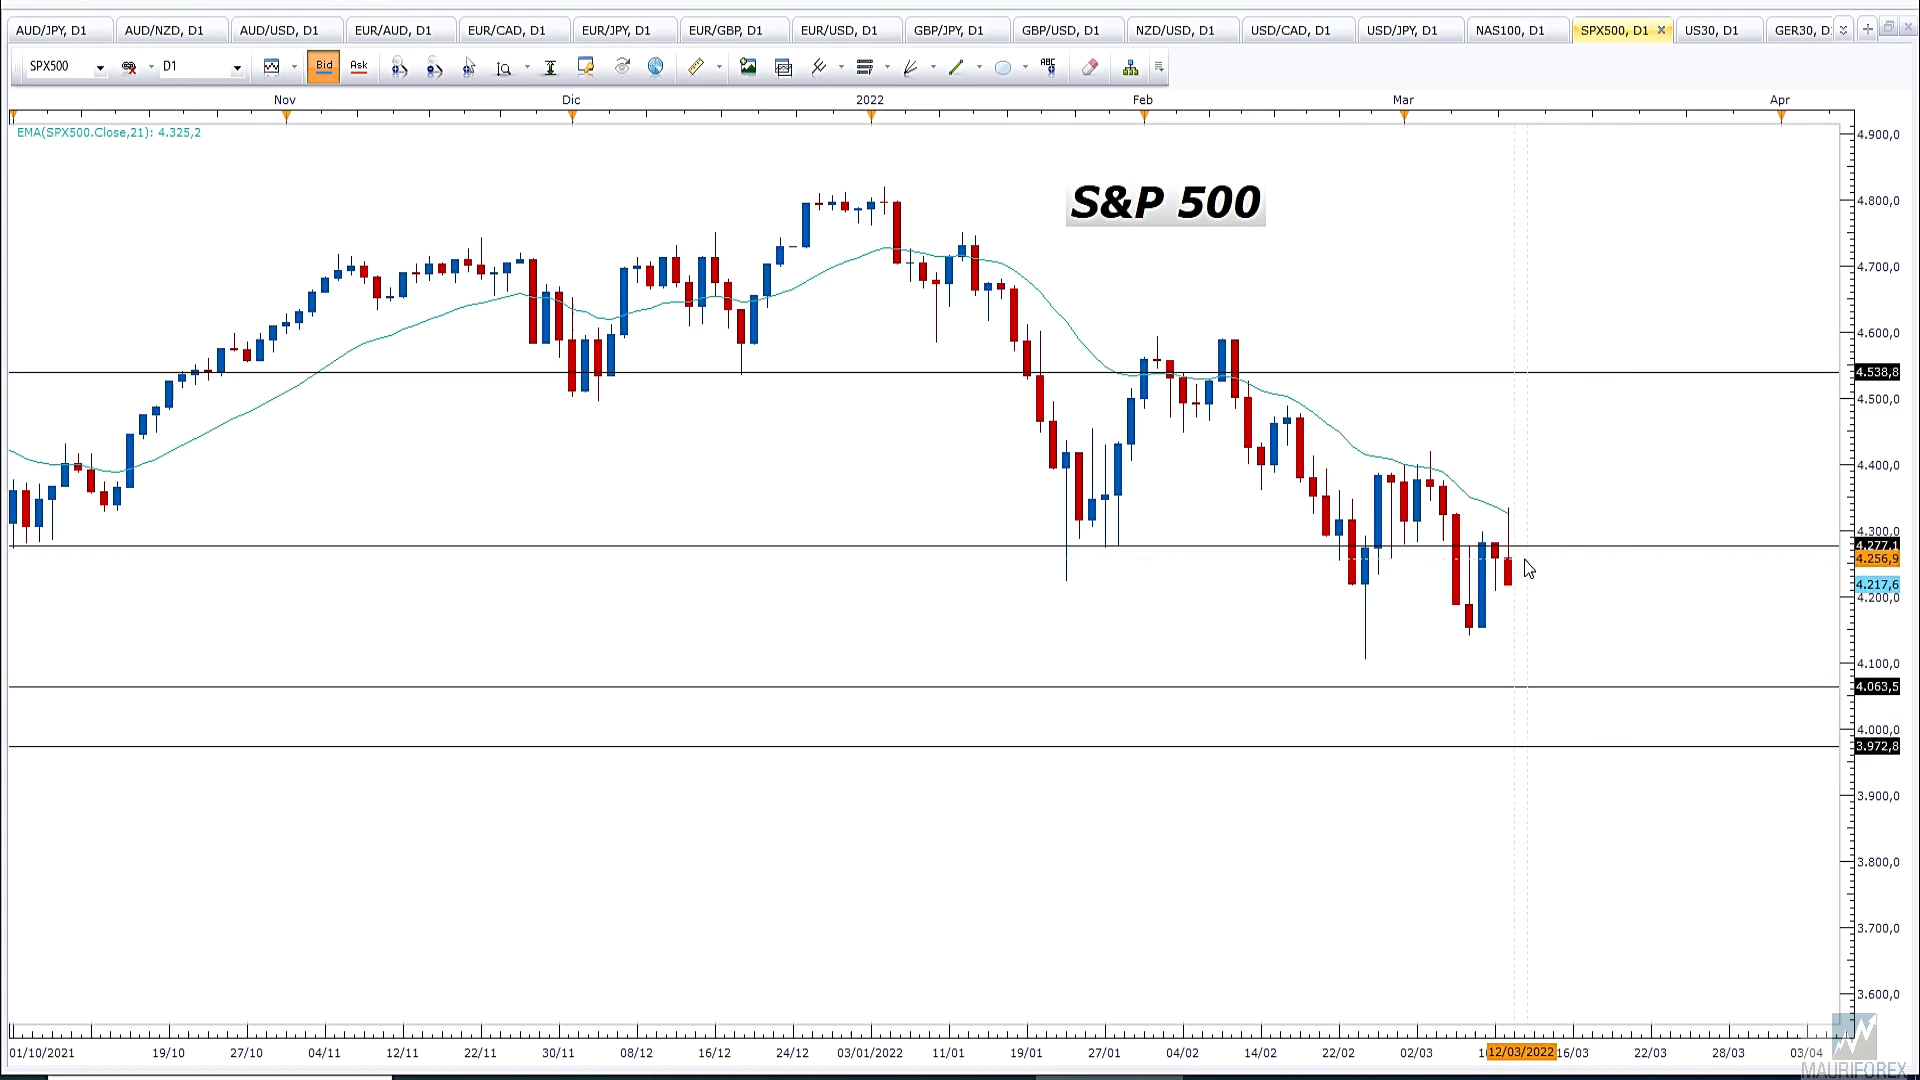 AUD/JPY, D1 AUD/NZD, D1 AUD/USD, D1 EUR/AUD, D1 EUR/CAD, D1 EUR/JPY, D1 EUR/GBP, D1 EUR/USD, D1 GBP/JPY, D1 GBP/USD, D1 NZD/USD, D1 USD/CAD, D1 USD/JPY, D1 NAS100, D1 SPX500, D1 US30, D1 GER30, D
SPX500 D1 Bid Ask ABC
Nov Dic 2022 Feb Mar Apr
EMA(SPX500.Close,21): 4.325,2
S&P 500
4.900,0
4.800,0
4.700,0
4.600,0
4.538,8
4.500,0
4.400,0
4.300,0
4.277,1
4.256,9
4.217,6
4.200,0
4.100,0
4.063,5
4.000,0
3.972,8
3.900,0
3.800,0
3.700,0
3.600,0
01/10/2021 19/10 27/10 04/11 12/11 22/11 30/11 08/12 16/12 24/12 03/01/2022 11/01 19/01 27/01 04/02 14/02 22/02 02/03 12/03/2022 16/03 22/03 28/03 03/04
MAURIFOREX